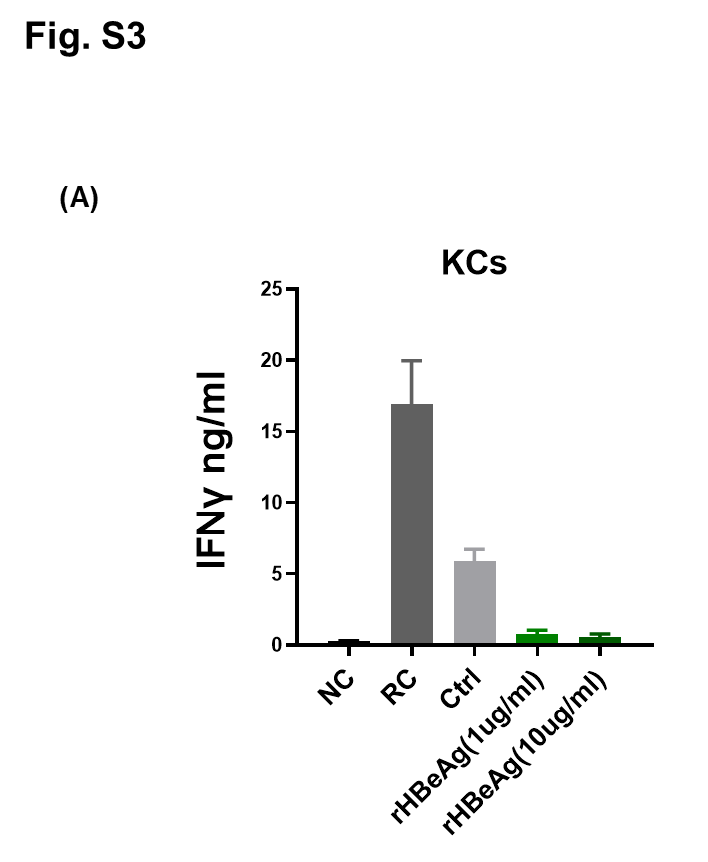 Fig. S3
(A)
KCs
IFNγ ng/ml
25
20
15
10
5
0
NC
RC
Ctrl
rHBeAg(1ug/ml)
rHBeAg(10ug/ml)